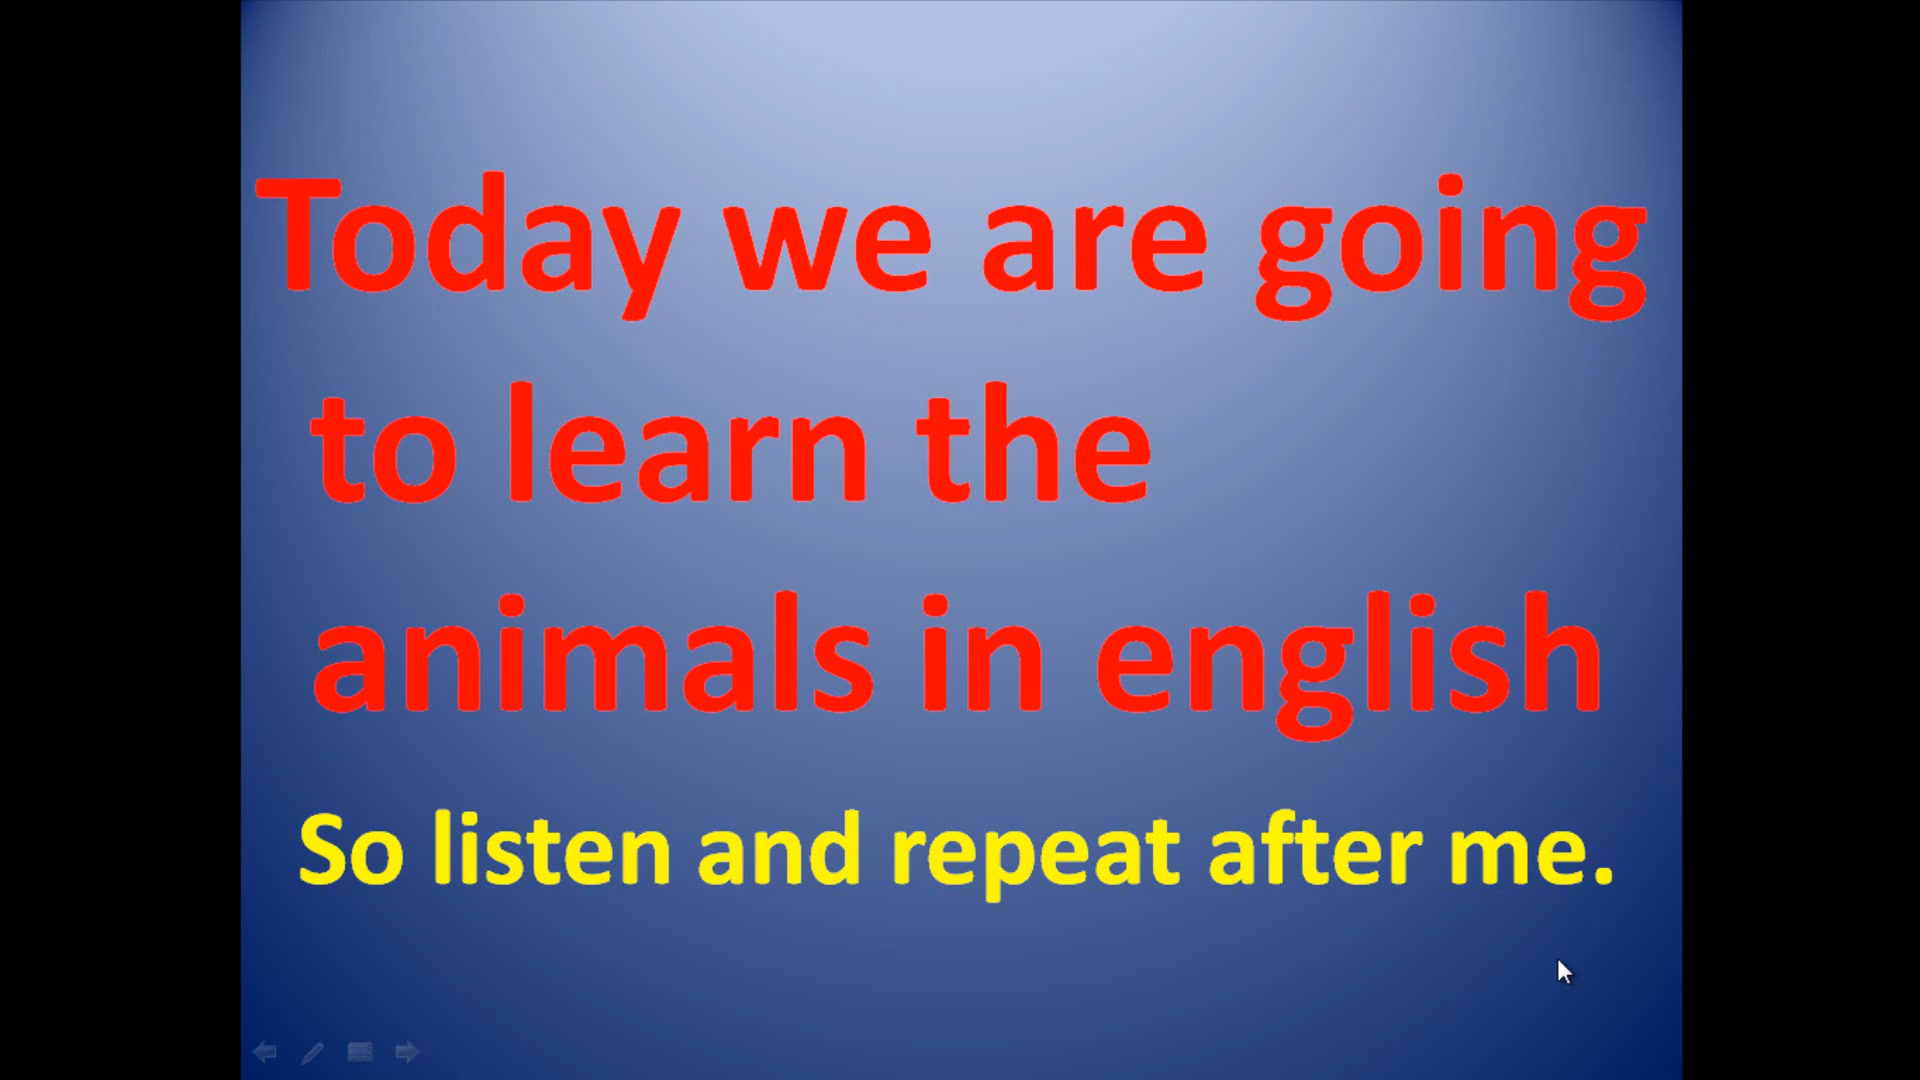 Today we are going
to learn the
animals in english
So listen and repeat after me.